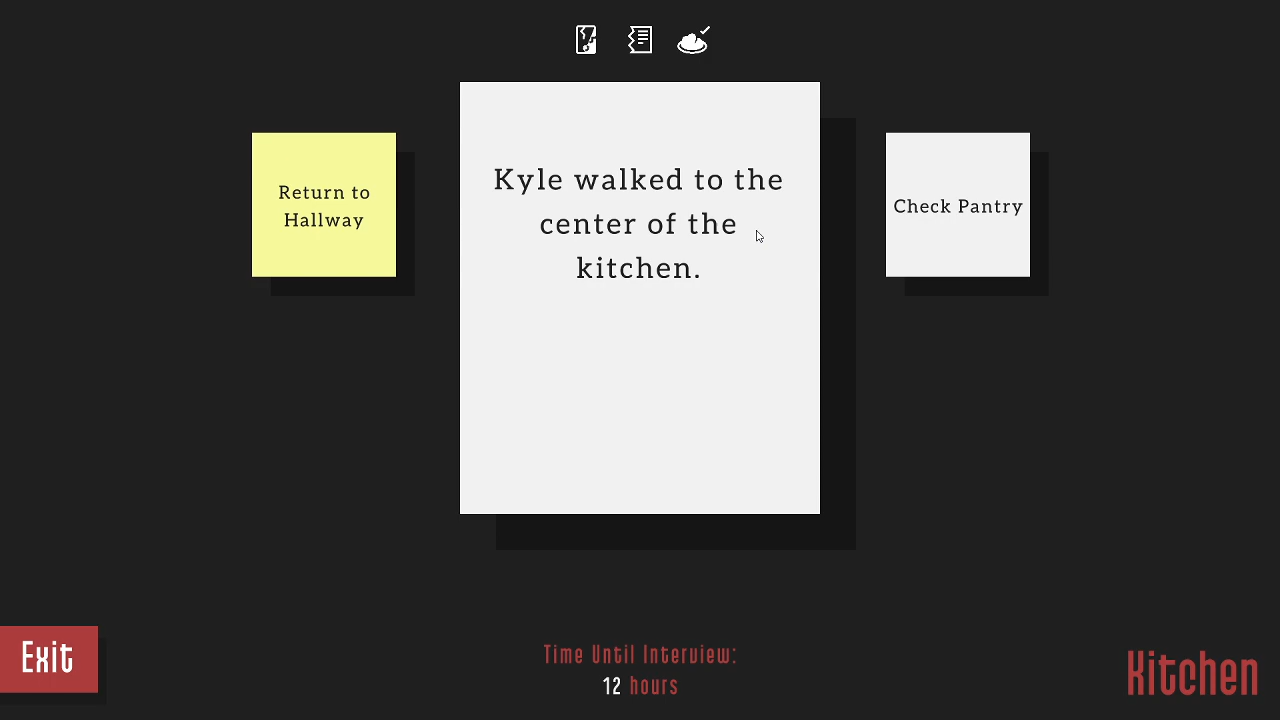 Return to
Hallway
Kyle walked to the
center of the
kitchen.
Check Pantry
Exit
Time Until Interview:
12 hours
Kitchen